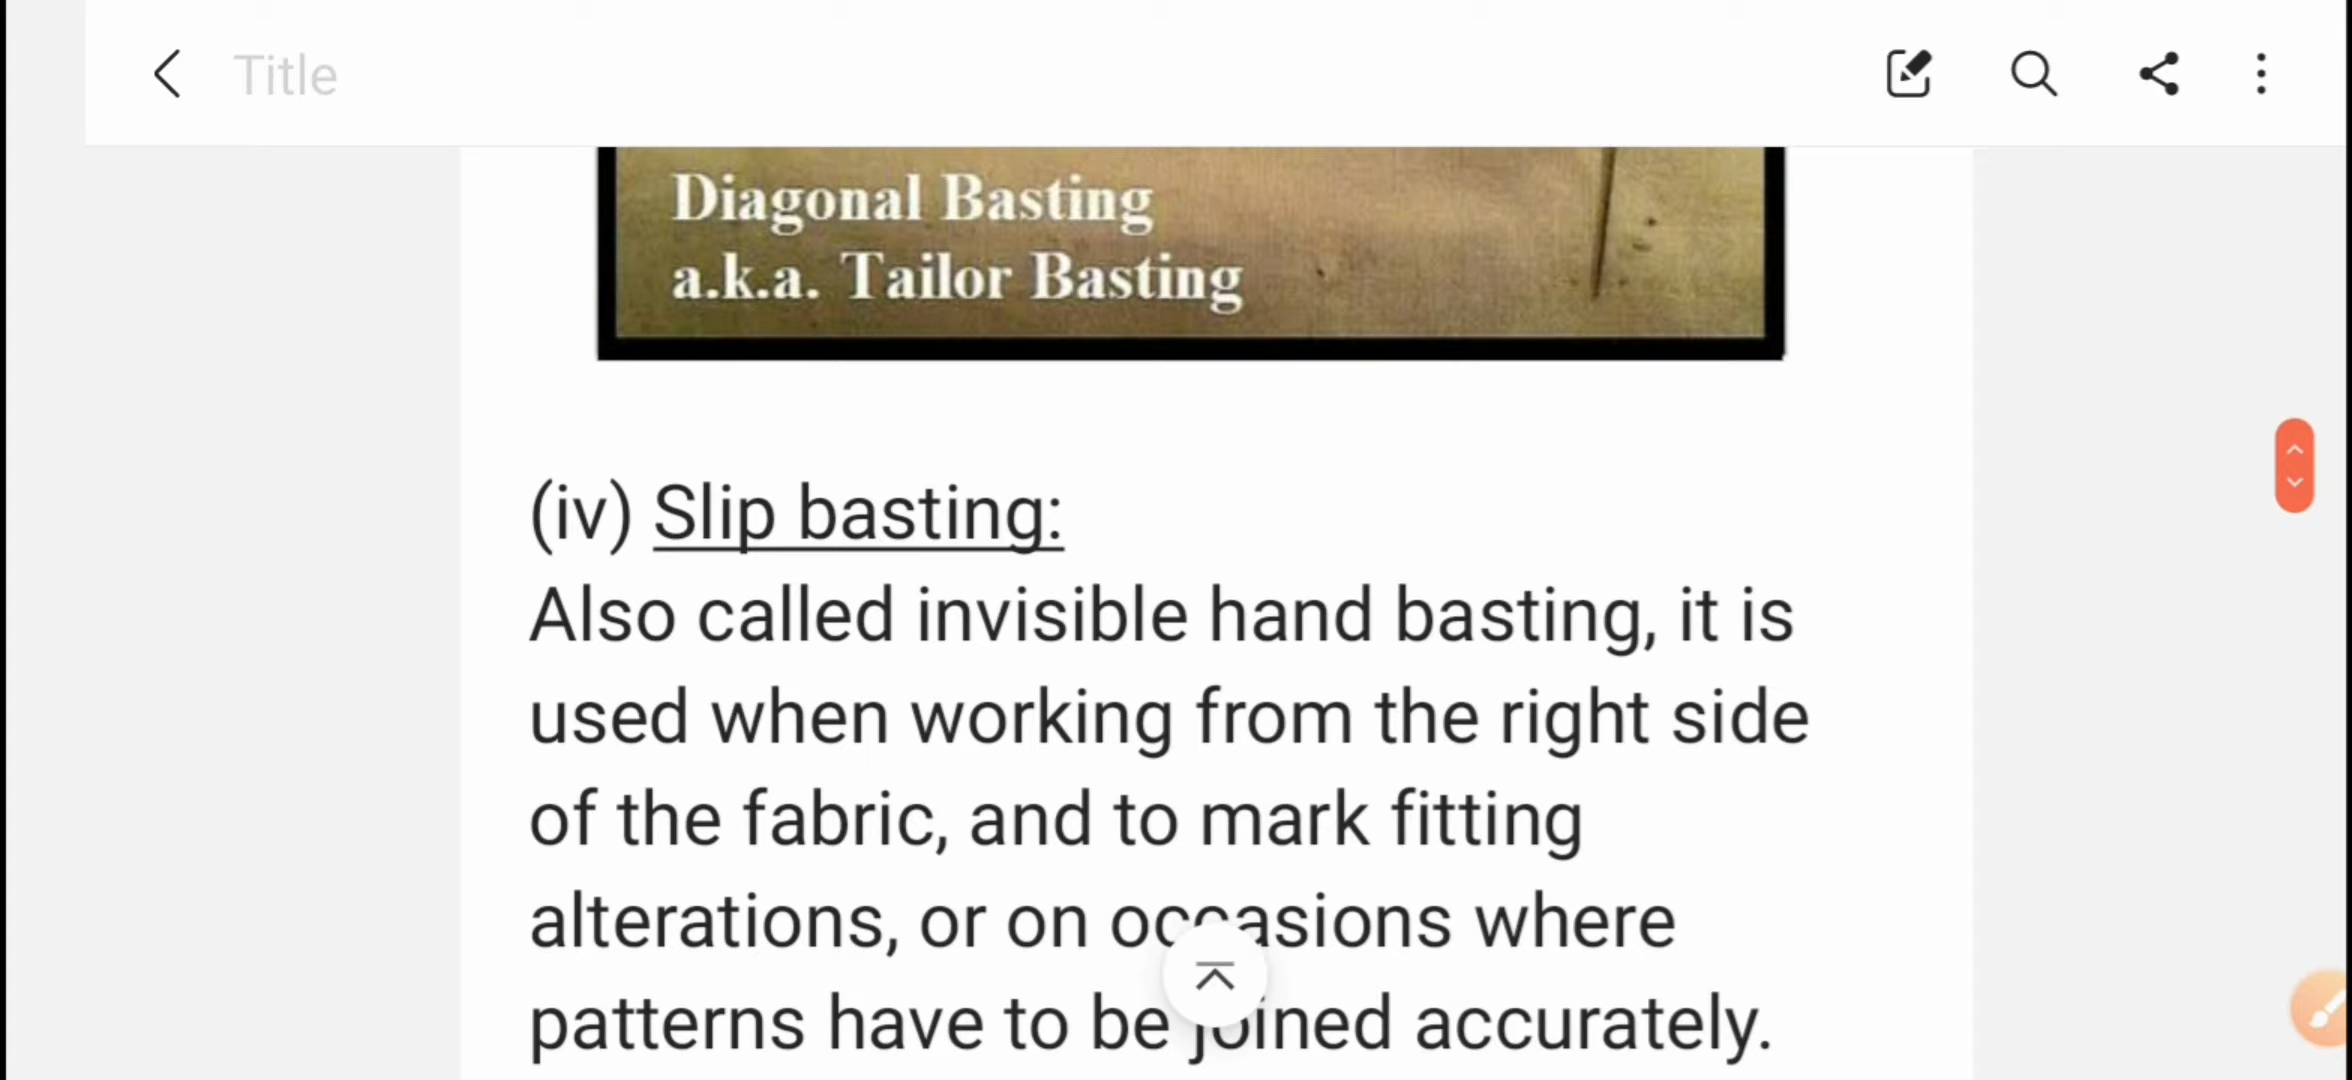 Title
Diagonal Basting
a.k.a. Tailor Basting
(iv) Slip basting:
Also called invisible hand basting, it is
used when working from the right side
of the fabric, and to mark fitting
alterations, or on occasions where
patterns have to be joined accurately.